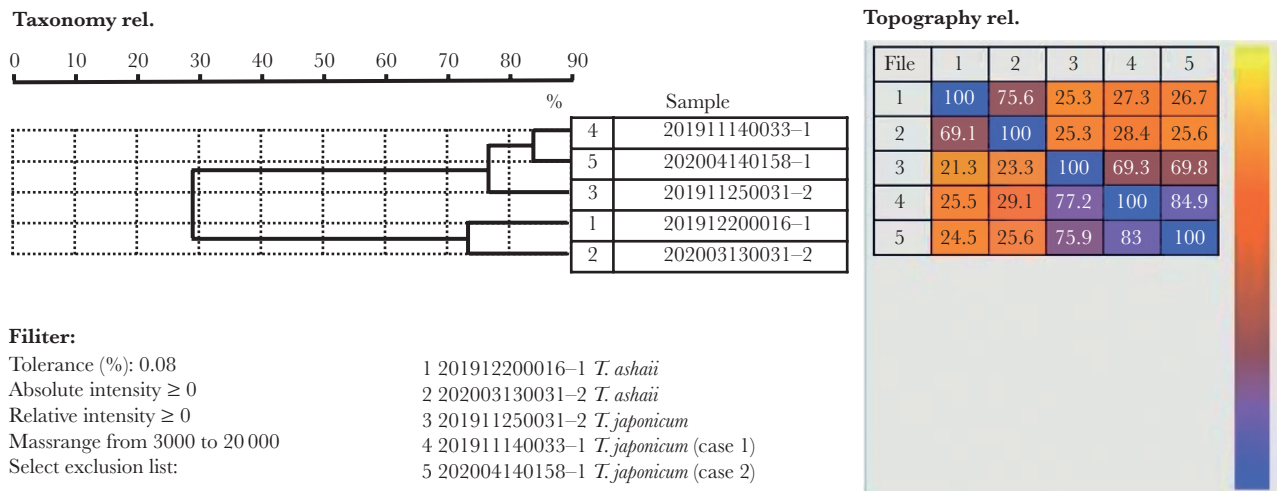 Taxonomy rel.
0 10 20 30 40 50 60 70 80 90
% Sample
4 201911140033–1
5 202004140158–1
3 201911250031–2
1 201912200016–1
2 202003130031–2
Filiter:
Tolerance (%): 0.08
Absolute intensity ≥ 0
Relative intensity ≥ 0
Massrange from 3000 to 20 000
Select exclusion list:
1 201912200016–1 T. ashaii
2 202003130031–2 T. ashaii
3 201911250031–2 T. japonicum
4 201911140033–1 T. japonicum (case 1)
5 202004140158–1 T. japonicum (case 2)
Topography rel.
File 1 2 3 4 5
1 100 75.6 25.3 27.3 26.7
2 69.1 100 25.3 28.4 25.6
3 21.3 23.3 100 69.3 69.8
4 25.5 29.1 77.2 100 84.9
5 24.5 25.6 75.9 83 100